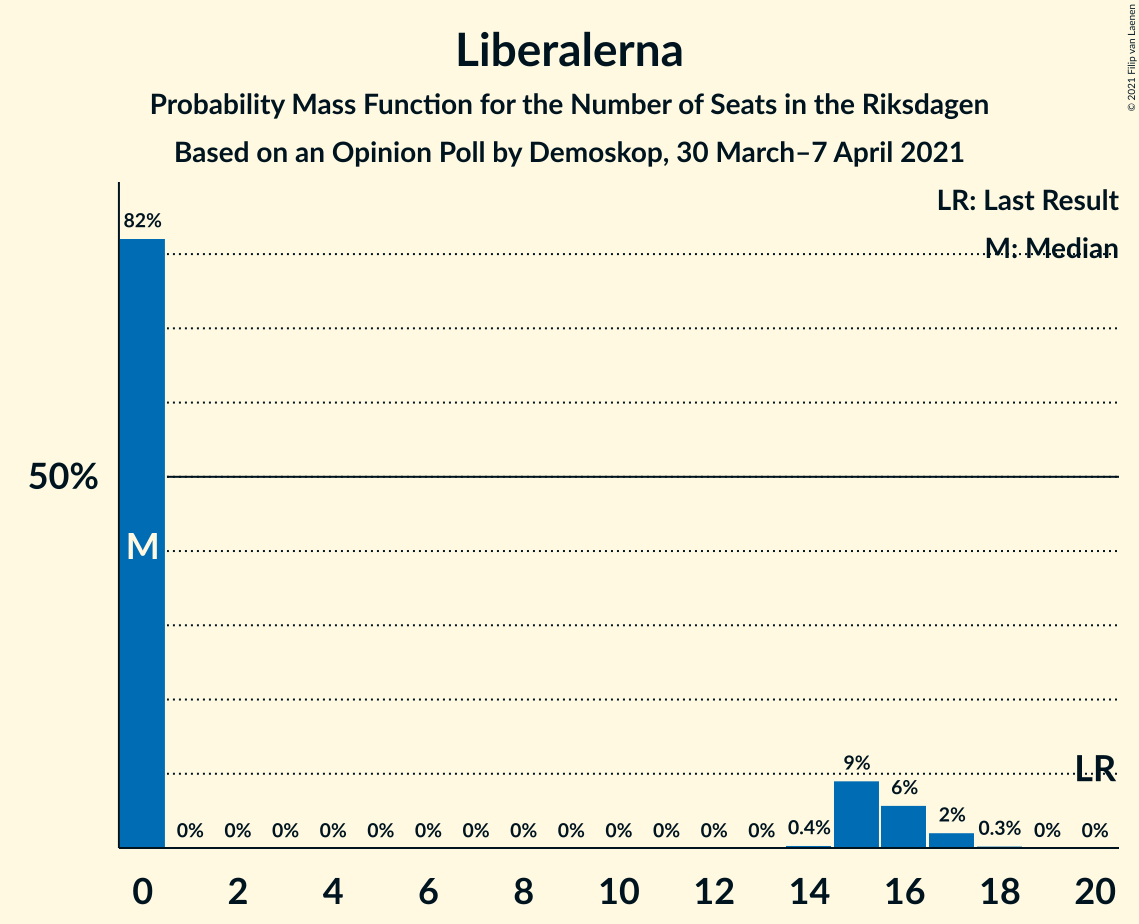 Liberalerna
Probability Mass Function for the Number of Seats in the Riksdagen
Based on an Opinion Poll by Demoskop, 30 March–7 April 2021
© 2021 Filip van Laenen
LR: Last Result
M: Median
82%
50%
M
LR
0% 0% 0% 0% 0% 0% 0% 0% 0% 0% 0% 0% 0% 0.4% 9% 6% 2% 0.3% 0% 0%
0 2 4 6 8 10 12 14 16 18 20